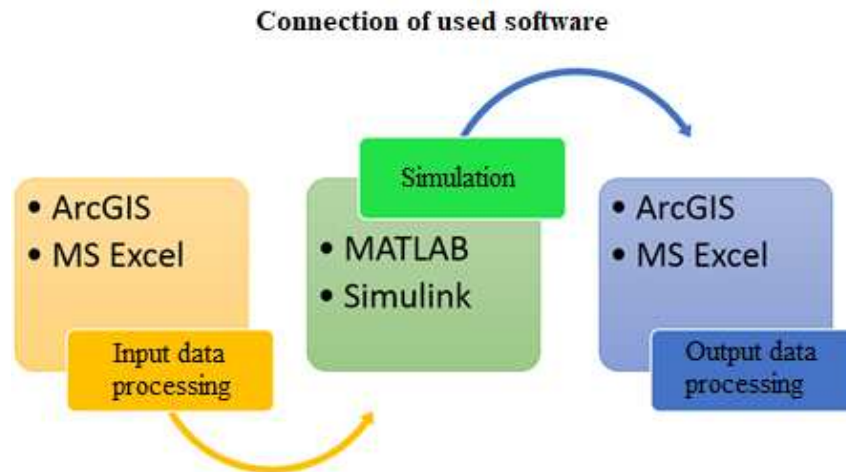 Connection of used software
• ArcGIS
• MS Excel
Input data
processing
Simulation
• MATLAB
• Simulink
• ArcGIS
• MS Excel
Output data
processing